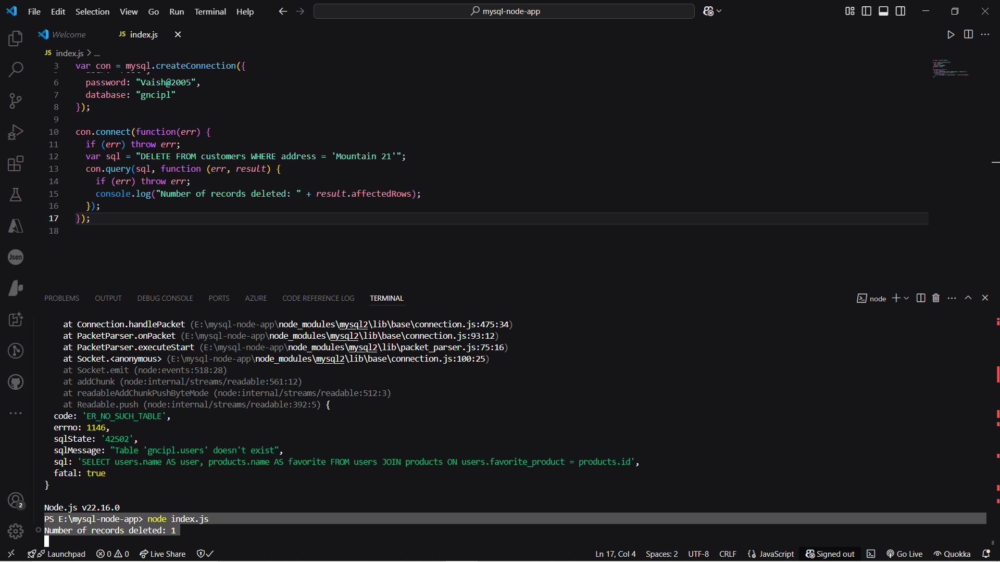 File Edit Selection View Go Run Terminal Help
mysql-node-app
Welcome
JS index.js
JS index.js > ...
3 var con = mysql.createConnection({
6 password: "Vaish@2005",
7 database: "gncipl"
8 });
9
10 con.connect(function(err) {
11 if (err) throw err;
12 var sql = "DELETE FROM customers WHERE address = 'Mountain 21'";
13 con.query(sql, function (err, result) {
14 if (err) throw err;
15 console.log("Number of records deleted: " + result.affectedRows);
16 });
17 });
18
Json
PROBLEMS OUTPUT DEBUG CONSOLE PORTS AZURE CODE REFERENCE LOG TERMINAL
node
at Connection.handlePacket (E:\mysql-node-app\node_modules\mysql2\lib\base\connection.js:475:34)
at PacketParser.onPacket (E:\mysql-node-app\node_modules\mysql2\lib\base\connection.js:93:12)
at PacketParser.executeStart (E:\mysql-node-app\node_modules\mysql2\lib\packet_parser.js:75:16)
at Socket.<anonymous> (E:\mysql-node-app\node_modules\mysql2\lib\base\connection.js:100:25)
at Socket.emit (node:events:518:28)
at addChunk (node:internal/streams/readable:561:12)
at readableAddChunkPushByteMode (node:internal/streams/readable:512:3)
at Readable.push (node:internal/streams/readable:392:5) {
code: 'ER_NO_SUCH_TABLE',
errno: 1146,
sqlState: '42S02',
sqlMessage: "Table 'gncipl.users' doesn't exist",
sql: 'SELECT users.name AS user, products.name AS favorite FROM users JOIN products ON users.favorite_product = products.id',
fatal: true
}
Node.js v22.16.0
PS E:\mysql-node-app> node index.js
Number of records deleted: 1
2
Launchpad 0 0 Live Share
Ln 17, Col 4 Spaces: 2 UTF-8 CRLF {} JavaScript Signed out Go Live Quokka